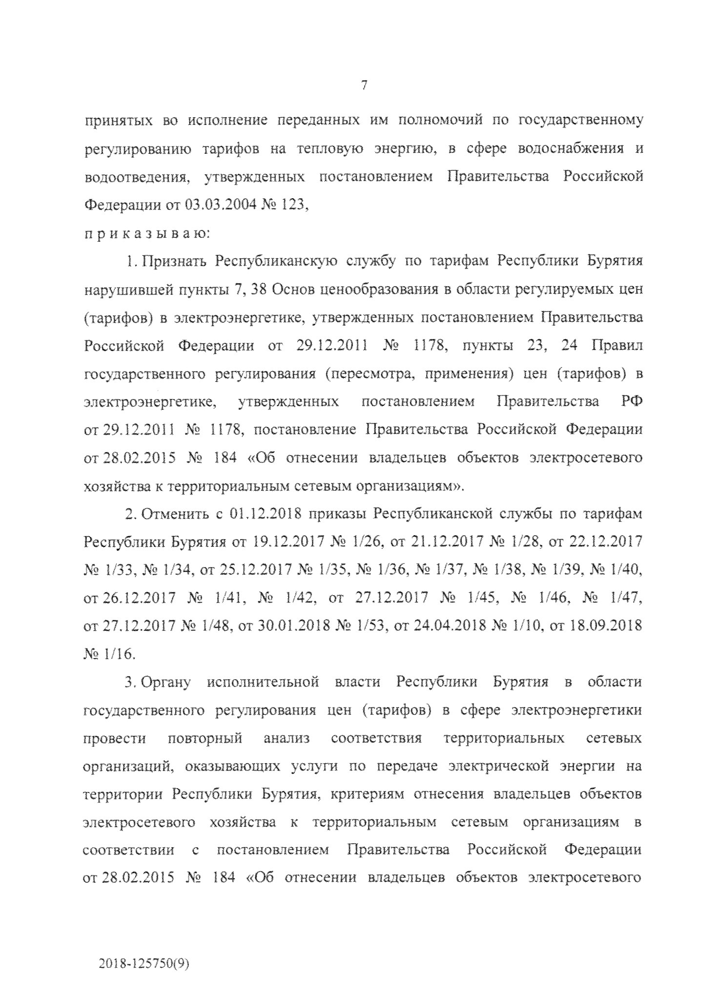 7
принятых во исполнение переданных им полномочий по государственному
регулированию тарифов на тепловую энергию, в сфере водоснабжения и
водоотведения, утвержденных постановлением Правительства Российской
Федерации от 03.03.2004 № 123,
п р и к а з ы в а ю:
1. Признать Республиканскую службу по тарифам Республики Бурятия
нарушившей пункты 7, 38 Основ ценообразования в области регулируемых цен
(тарифов) в электроэнергетике, утвержденных постановлением Правительства
Российской Федерации от 29.12.2011 № 1178, пункты 23, 24 Правил
государственного регулирования (пересмотра, применения) цен (тарифов) в
электроэнергетике, утвержденных постановлением Правительства РФ
от 29.12.2011 № 1178, постановление Правительства Российской Федерации
от 28.02.2015 № 184 «Об отнесении владельцев объектов электросетевого
хозяйства к территориальным сетевым организациям».
2. Отменить с 01.12.2018 приказы Республиканской службы по тарифам
Республики Бурятия от 19.12.2017 № 1/26, от 21.12.2017 № 1/28, от 22.12.2017
№ 1/33, № 1/34, от 25.12.2017 № 1/35, № 1/36, № 1/37, № 1/38, № 1/39, № 1/40,
от 26.12.2017 № 1/41, № 1/42, от 27.12.2017 № 1/45, № 1/46, № 1/47,
от 27.12.2017 № 1/48, от 30.01.2018 № 1/53, от 24.04.2018 № 1/10, от 18.09.2018
№ 1/16.
3. Органу исполнительной власти Республики Бурятия в области
государственного регулирования цен (тарифов) в сфере электроэнергетики
провести повторный анализ соответствия территориальных сетевых
организаций, оказывающих услуги по передаче электрической энергии на
территории Республики Бурятия, критериям отнесения владельцев объектов
электросетевого хозяйства к территориальным сетевым организациям в
соответствии с постановлением Правительства Российской Федерации
от 28.02.2015 № 184 «Об отнесении владельцев объектов электросетевого
2018-125750(9)